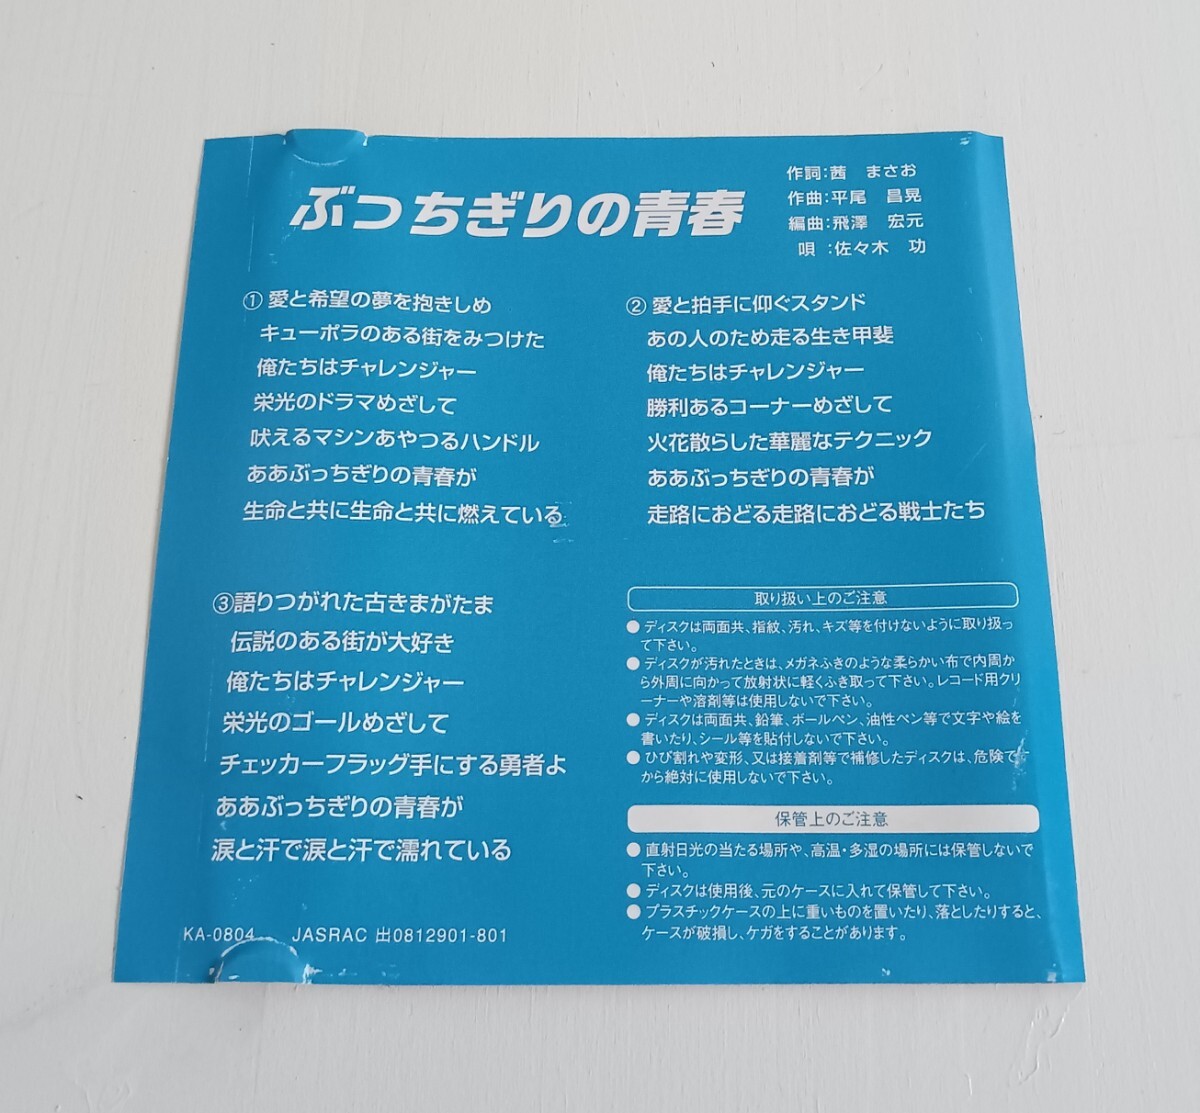 ぶっちぎりの青春
作詞:茜　まさお
作曲:平尾　昌晃
編曲:飛澤　宏元
唄 :佐々木　功
① 愛と希望の夢を抱きしめ
キューポラのある街をみつけた
俺たちはチャレンジャー
栄光のドラマめざして
吠えるマシンあやつるハンドル
ああぶっちぎりの青春が
生命と共に生命と共に燃えている
② 愛と拍手に仰ぐスタンド
あの人のため走る生き甲斐
俺たちはチャレンジャー
勝利あるコーナーめざして
火花散らした華麗なテクニック
ああぶっちぎりの青春が
走路におどる走路におどる戦士たち
③語りつがれた古きまがたま
伝説のある街が大好き
俺たちはチャレンジャー
栄光のゴールめざして
チェッカーフラッグ手にする勇者よ
ああぶっちぎりの青春が
涙と汗で涙と汗で濡れている
取り扱い上のご注意
● ディスクは両面共、指紋、汚れ、キズ等を付けないように取り扱っ
て下さい。
● ディスクが汚れたときは、メガネふきのような柔らかい布で内周か
ら外周に向かって放射状に軽くふき取って下さい。レコード用クリ
ーナーや溶剤等は使用しないで下さい。
● ディスクは両面共、鉛筆、ボールペン、油性ペン等で文字や絵を
書いたり、シール等を貼付しないで下さい。
● ひび割れや変形、又は接着剤等で補修したディスクは、危険です
から絶対に使用しないで下さい。
保管上のご注意
● 直射日光の当たる場所や、高温・多湿の場所には保管しないで
下さい。
● ディスクは使用後、元のケースに入れて保管して下さい。
● プラスチックケースの上に重いものを置いたり、落としたりすると、
ケースが破損し、ケガをすることがあります。
KA-0804 JASRAC 出0812901-801